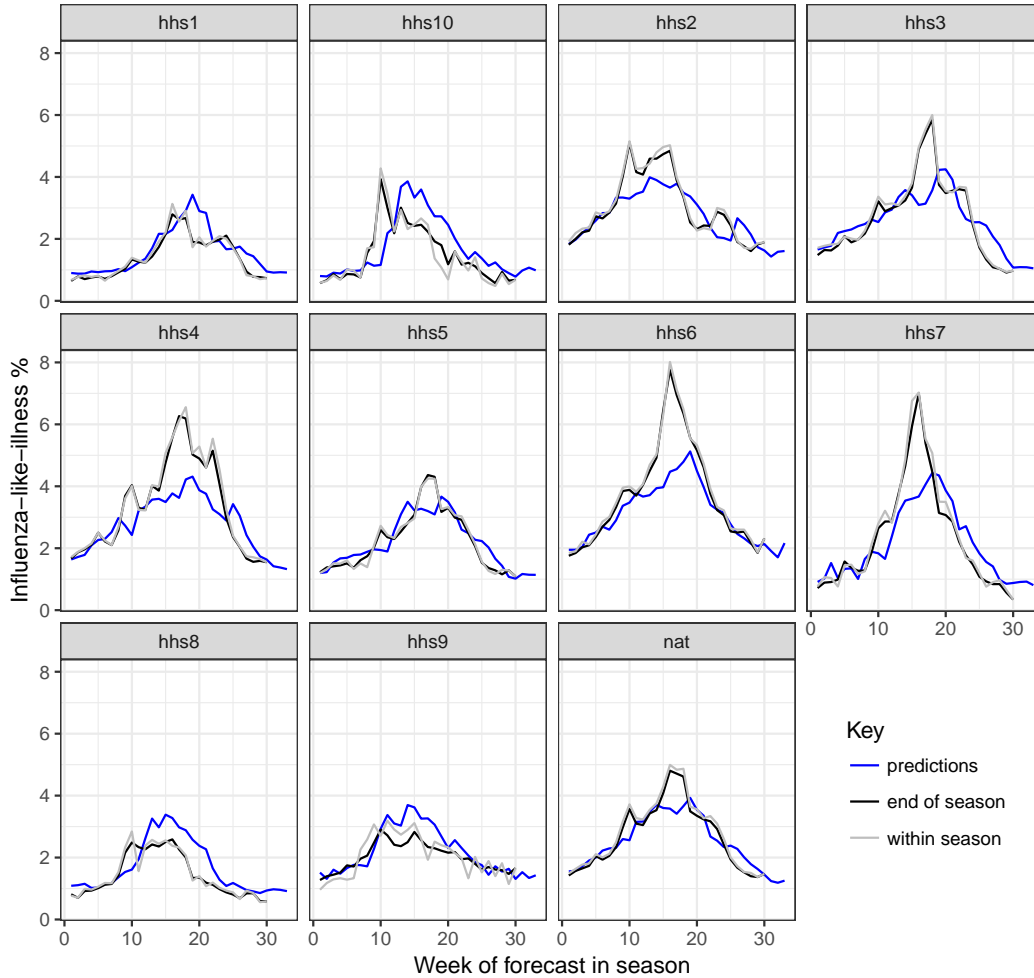 hhs1 hhs10 hhs2 hhs3
8
6
4
2
0
hhs4 hhs5 hhs6 hhs7
8
6
4
2
0
0 10 20 30
hhs8 hhs9 nat
8
6
4
2
0
0 10 20 30 0 10 20 30 0 10 20 30
Influenza−like−illness %
Week of forecast in season
Key
predictions
end of season
within season